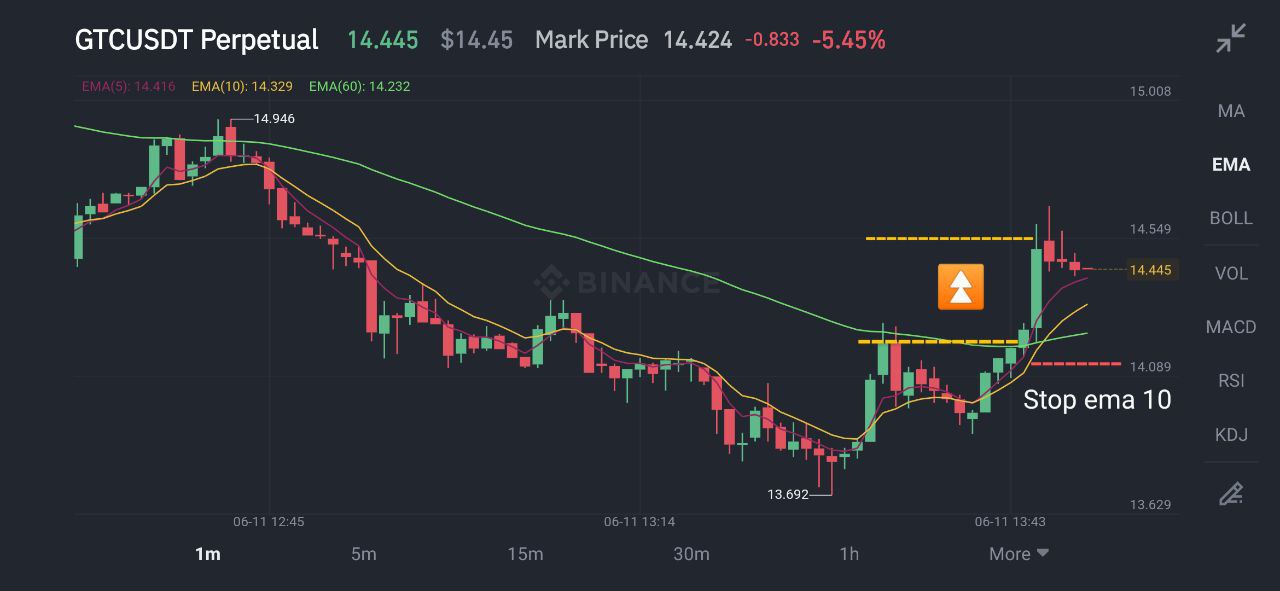 GTCUSDT Perpetual 14.445 $14.45 Mark Price 14.424 -0.833 -5.45%
EMA(5): 14.416 EMA(10): 14.329 EMA(60): 14.232
15.008
MA
14.946
EMA
BOLL
14.549
14.445
VOL
BINANCE
MACD
14.089
RSI
Stop ema 10
KDJ
13.692
13.629
06-11 12:45 06-11 13:14 06-11 13:43
1m 5m 15m 30m 1h More